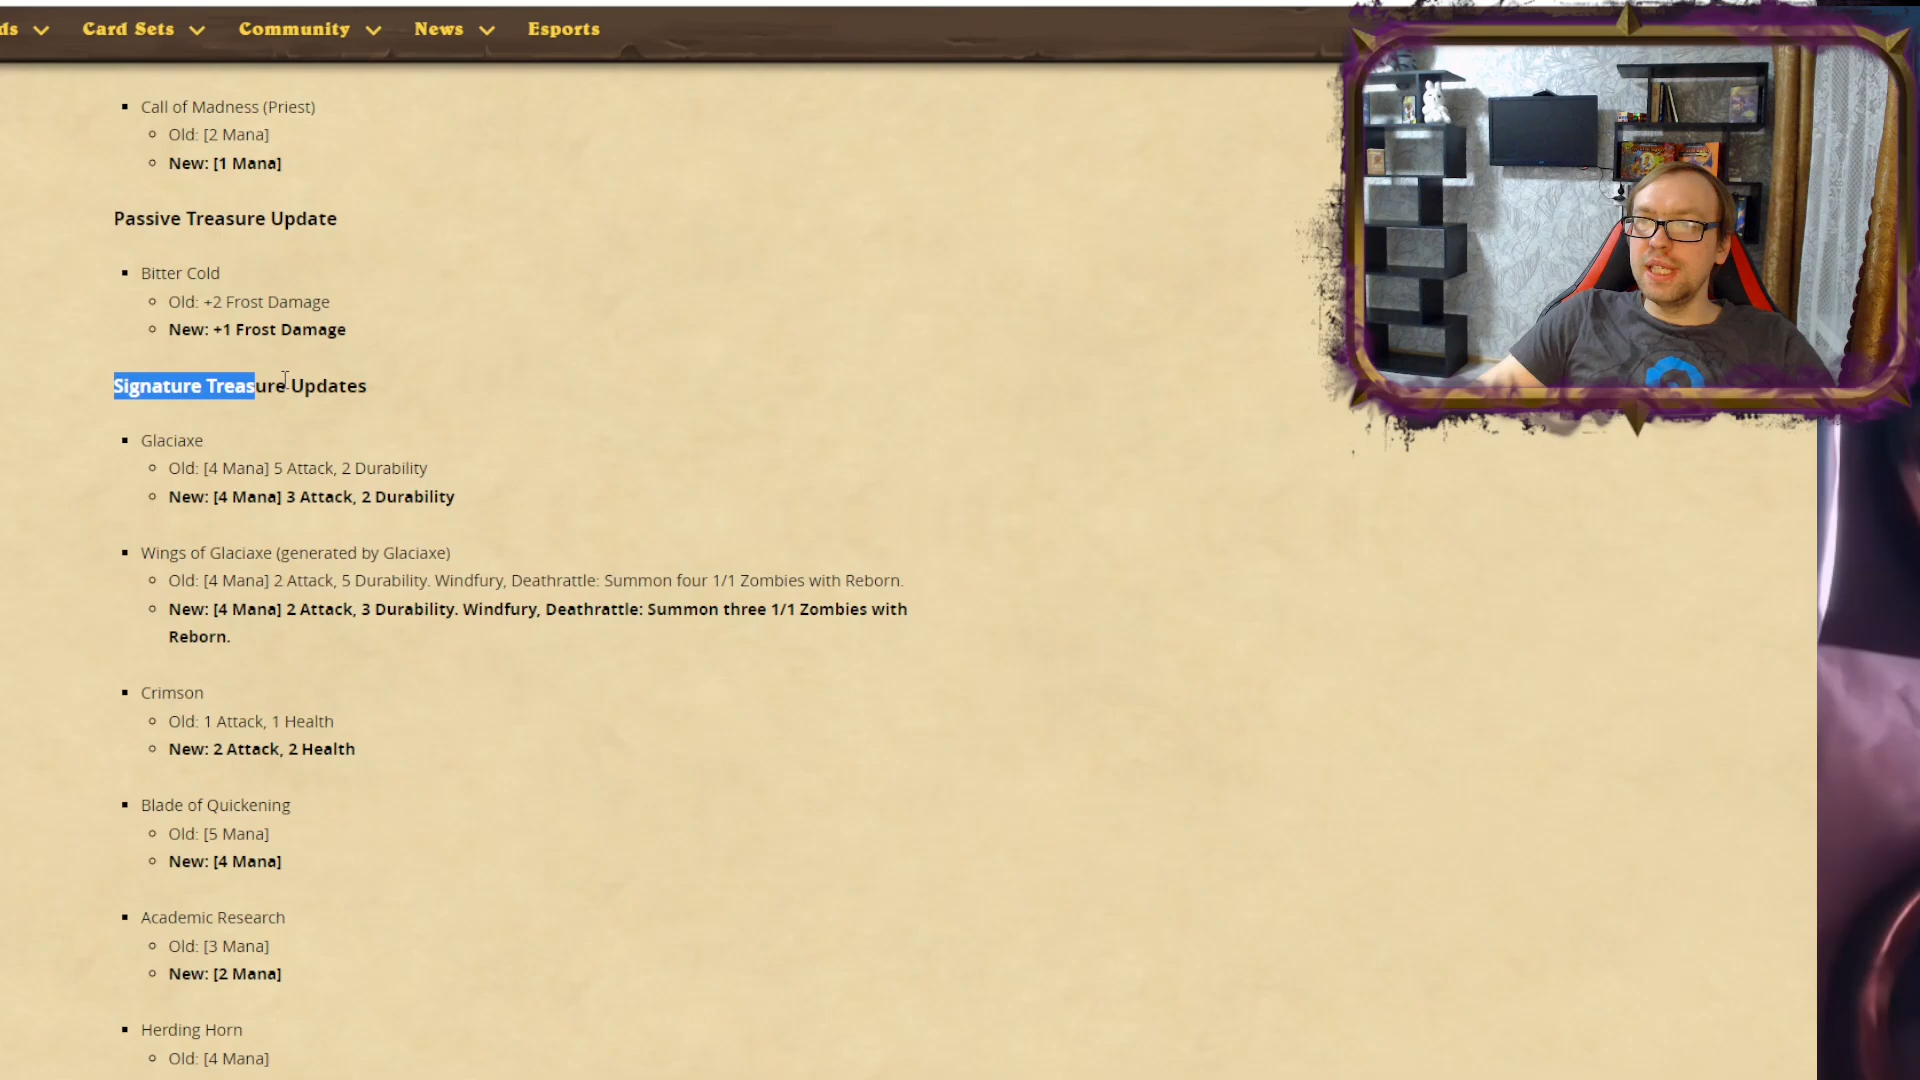 ds Card Sets Community News Esports
Call of Madness (Priest)
Old: [2 Mana]
New: [1 Mana]
Passive Treasure Update
Bitter Cold
Old: +2 Frost Damage
New: +1 Frost Damage
Signature Treasure Updates
Glaciaxe
Old: [4 Mana] 5 Attack, 2 Durability
New: [4 Mana] 3 Attack, 2 Durability
Wings of Glaciaxe (generated by Glaciaxe)
Old: [4 Mana] 2 Attack, 5 Durability. Windfury, Deathrattle: Summon four 1/1 Zombies with Reborn.
New: [4 Mana] 2 Attack, 3 Durability. Windfury, Deathrattle: Summon three 1/1 Zombies with
Reborn.
Crimson
Old: 1 Attack, 1 Health
New: 2 Attack, 2 Health
Blade of Quickening
Old: [5 Mana]
New: [4 Mana]
Academic Research
Old: [3 Mana]
New: [2 Mana]
Herding Horn
Old: [4 Mana]